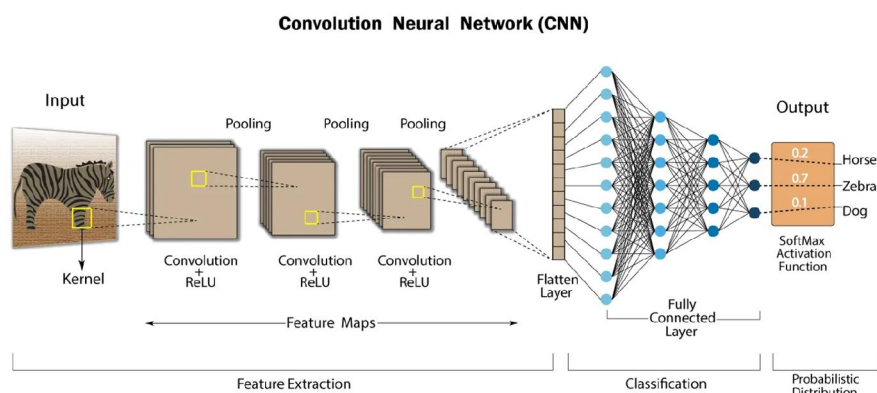 Convolution Neural Network (CNN)
Input
Kernel
Pooling
Pooling
Pooling
Convolution
+
ReLU
Convolution
+
ReLU
Convolution
+
ReLU
Feature Maps
Flatten
Layer
Fully
Connected
Layer
Output
0.2
0.7
0.1
Horse
Zebra
Dog
SoftMax
Activation
Function
Feature Extraction
Classification
Probabilistic
Distribution